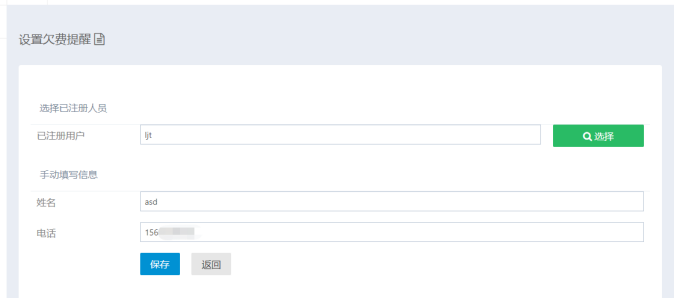 设置欠费提醒
选择已注册人员
已注册用户 ljt 选择
手动填写信息
姓名 asd
电话 156
保存 返回